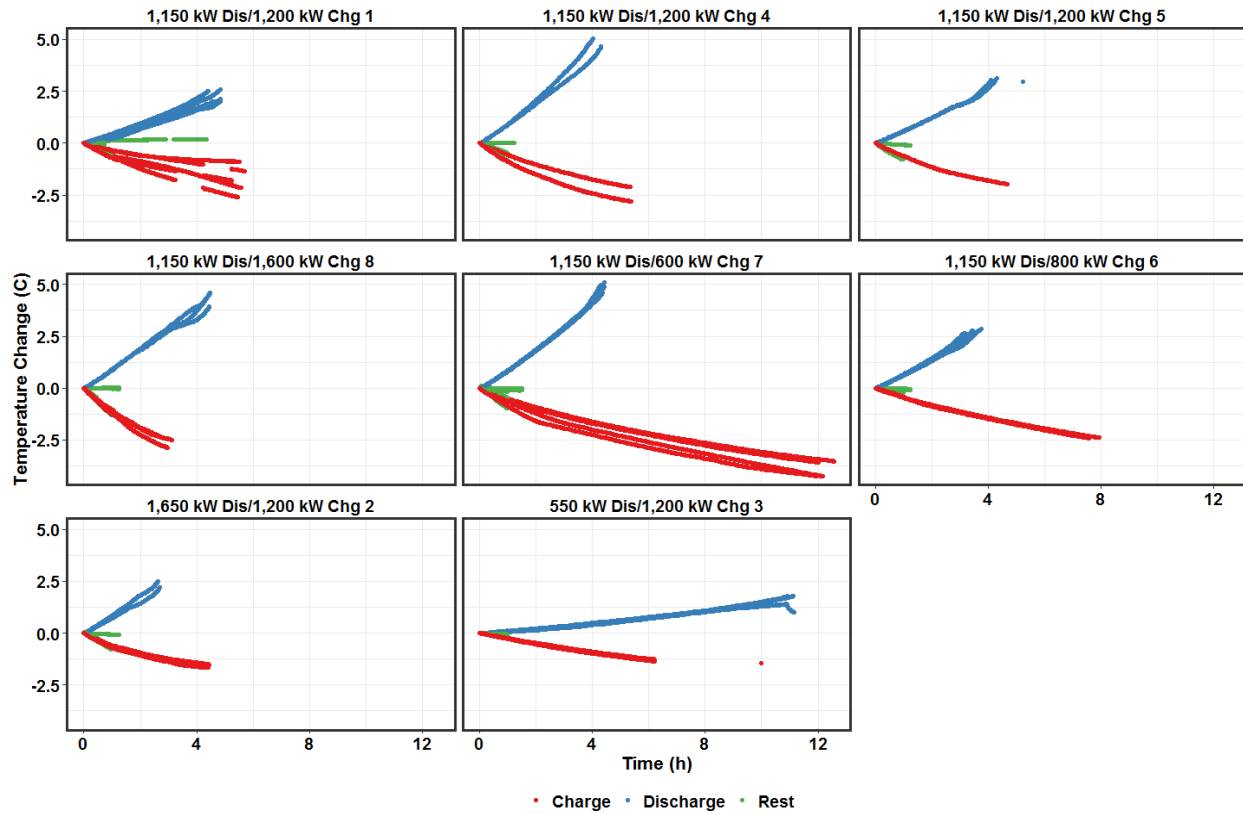 1,150 kW Dis/1,200 kW Chg 1
1,150 kW Dis/1,200 kW Chg 4
1,150 kW Dis/1,200 kW Chg 5
5.0
2.5
0.0
-2.5
1,150 kW Dis/1,600 kW Chg 8
1,150 kW Dis/600 kW Chg 7
1,150 kW Dis/800 kW Chg 6
5.0
2.5
0.0
-2.5
Temperature Change (C)
0 4 8 12
1,650 kW Dis/1,200 kW Chg 2
550 kW Dis/1,200 kW Chg 3
5.0
2.5
0.0
-2.5
0 4 8 12
0 4 8 12
Time (h)
Charge Discharge Rest